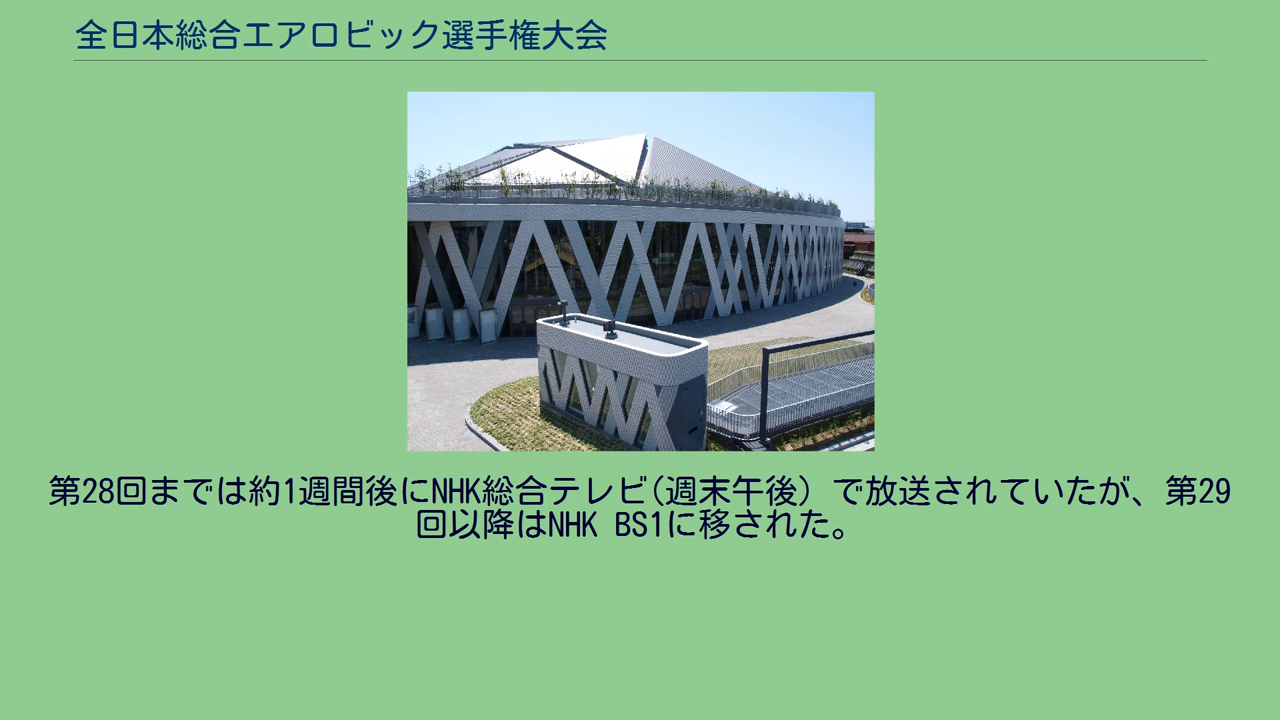 全日本総合エアロビック選手権大会
第28回までは約1週間後にNHK総合テレビ(週末午後）で放送されていたが、第29
回以降はNHK BS1に移された。